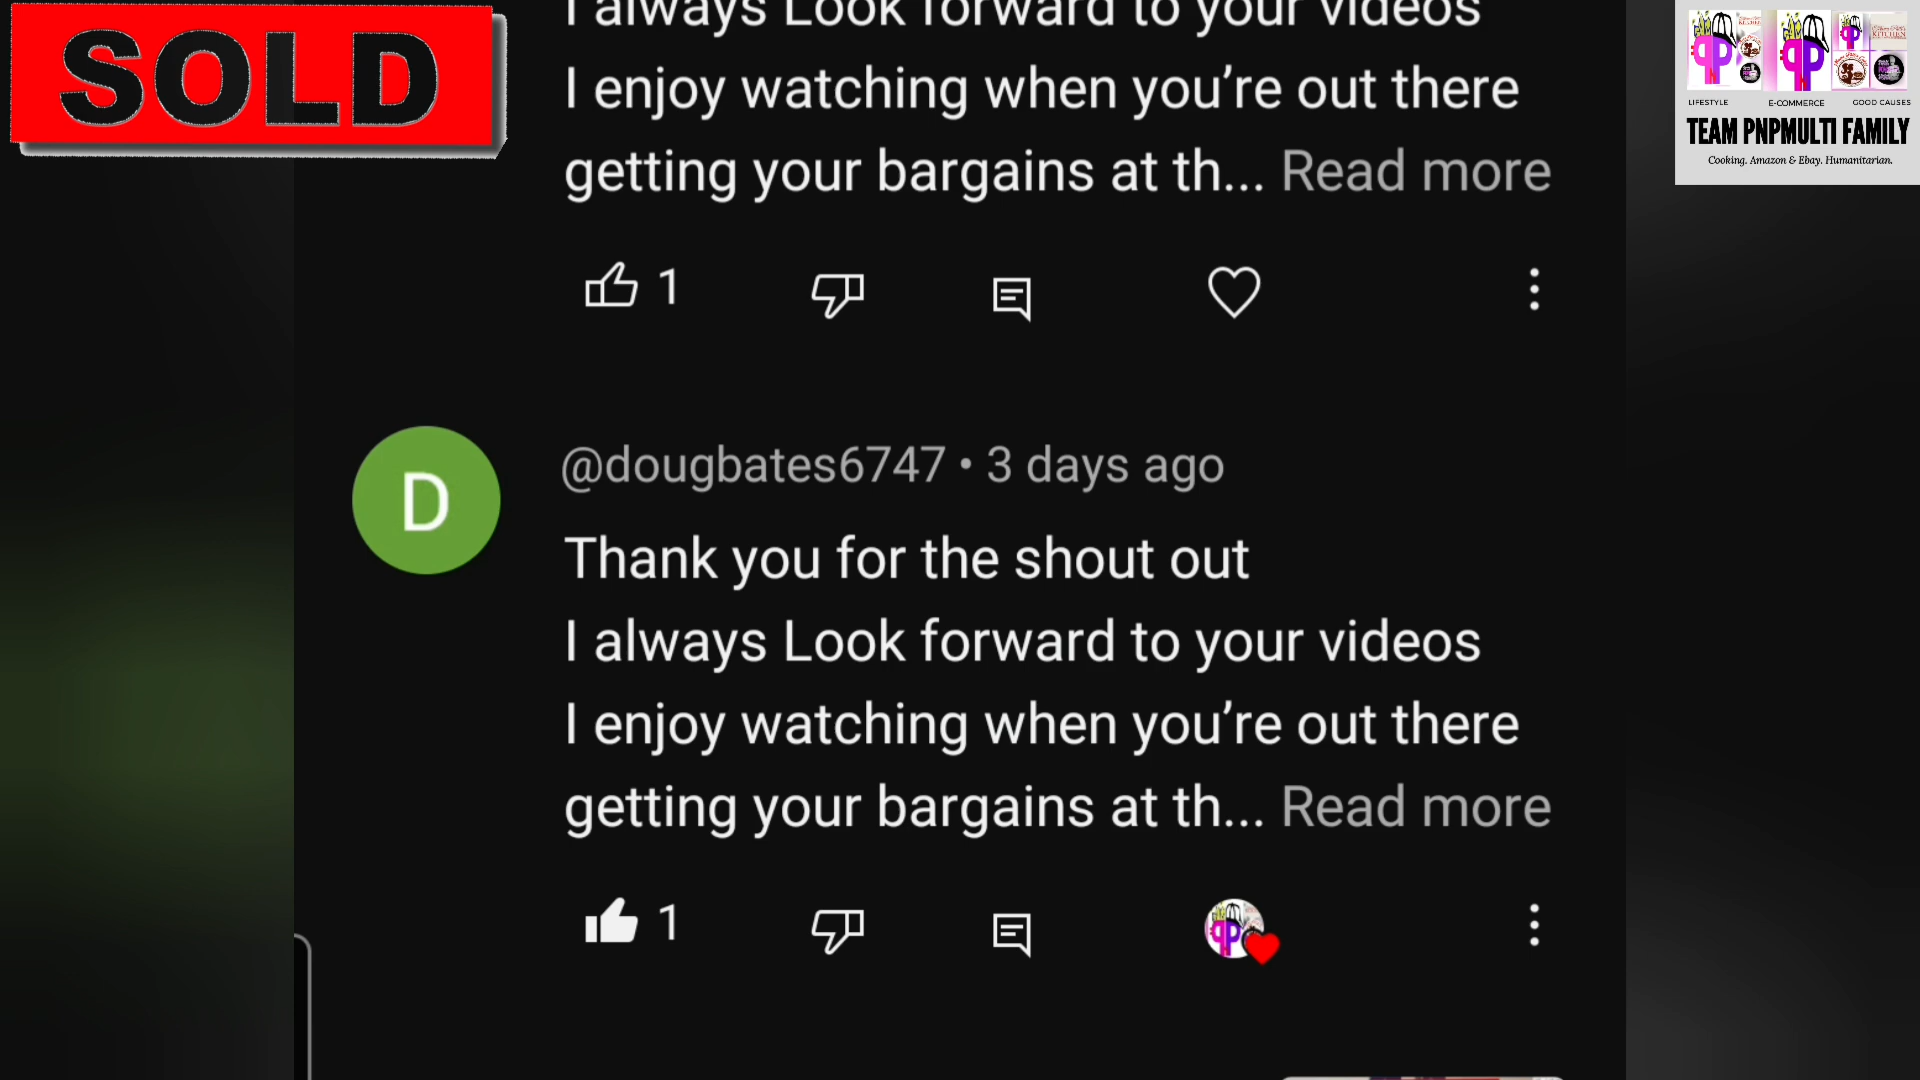 SOLD
I always Look forward to your videos
I enjoy watching when you’re out there
getting your bargains at th... Read more
1
@dougbates6747 • 3 days ago
D
Thank you for the shout out
I always Look forward to your videos
I enjoy watching when you’re out there
getting your bargains at th... Read more
1
LIFESTYLE
E-COMMERCE
GOOD CAUSES
TEAM PNPMULTI FAMILY
Cooking. Amazon & Ebay. Humanitarian.